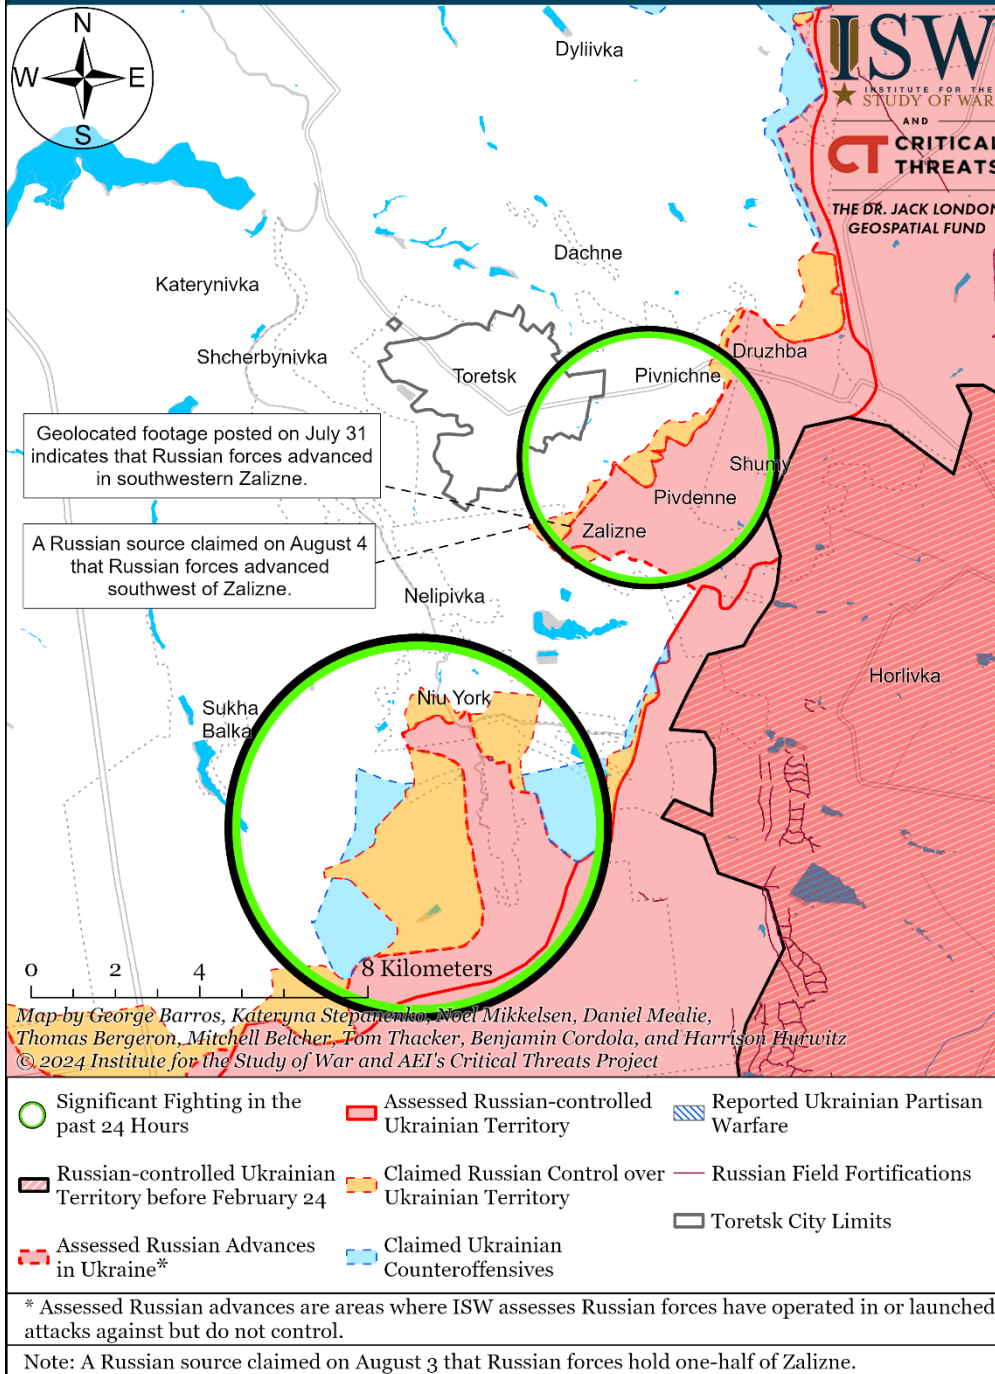 N
W E
S
ISW
INSTITUTE FOR THE
STUDY OF WAR
AND
CT CRITICAL
THREATS
THE DR. JACK LONDON
GEOSPATIAL FUND
Dyliivka
Dachne
Katerynivka
Shcherbynivka
Toretsk
Druzhba
Pivnichne
Geolocated footage posted on July 31
indicates that Russian forces advanced
in southwestern Zalizne.
Shumy
Pivdenne
Zalizne
A Russian source claimed on August 4
that Russian forces advanced
southwest of Zalizne.
Nelipivka
Horlivka
Niu York
Sukha
Balka
0 2 4 8 Kilometers
Map by George Barros, Kateryna Stepanenko, Noel Mikkelsen, Daniel Mealie,
Thomas Bergeron, Mitchell Belcher, Tom Thacker, Benjamin Cordola, and Harrison Hurwitz
© 2024 Institute for the Study of War and AEI's Critical Threats Project
Significant Fighting in the
past 24 Hours
Russian-controlled Ukrainian
Territory before February 24
Assessed Russian Advances
in Ukraine*
Assessed Russian-controlled
Ukrainian Territory
Claimed Russian Control over
Ukrainian Territory
Claimed Ukrainian
Counteroffensives
Reported Ukrainian Partisan
Warfare
Russian Field Fortifications
Toretsk City Limits
* Assessed Russian advances are areas where ISW assesses Russian forces have operated in or launched
attacks against but do not control.
Note: A Russian source claimed on August 3 that Russian forces hold one-half of Zalizne.